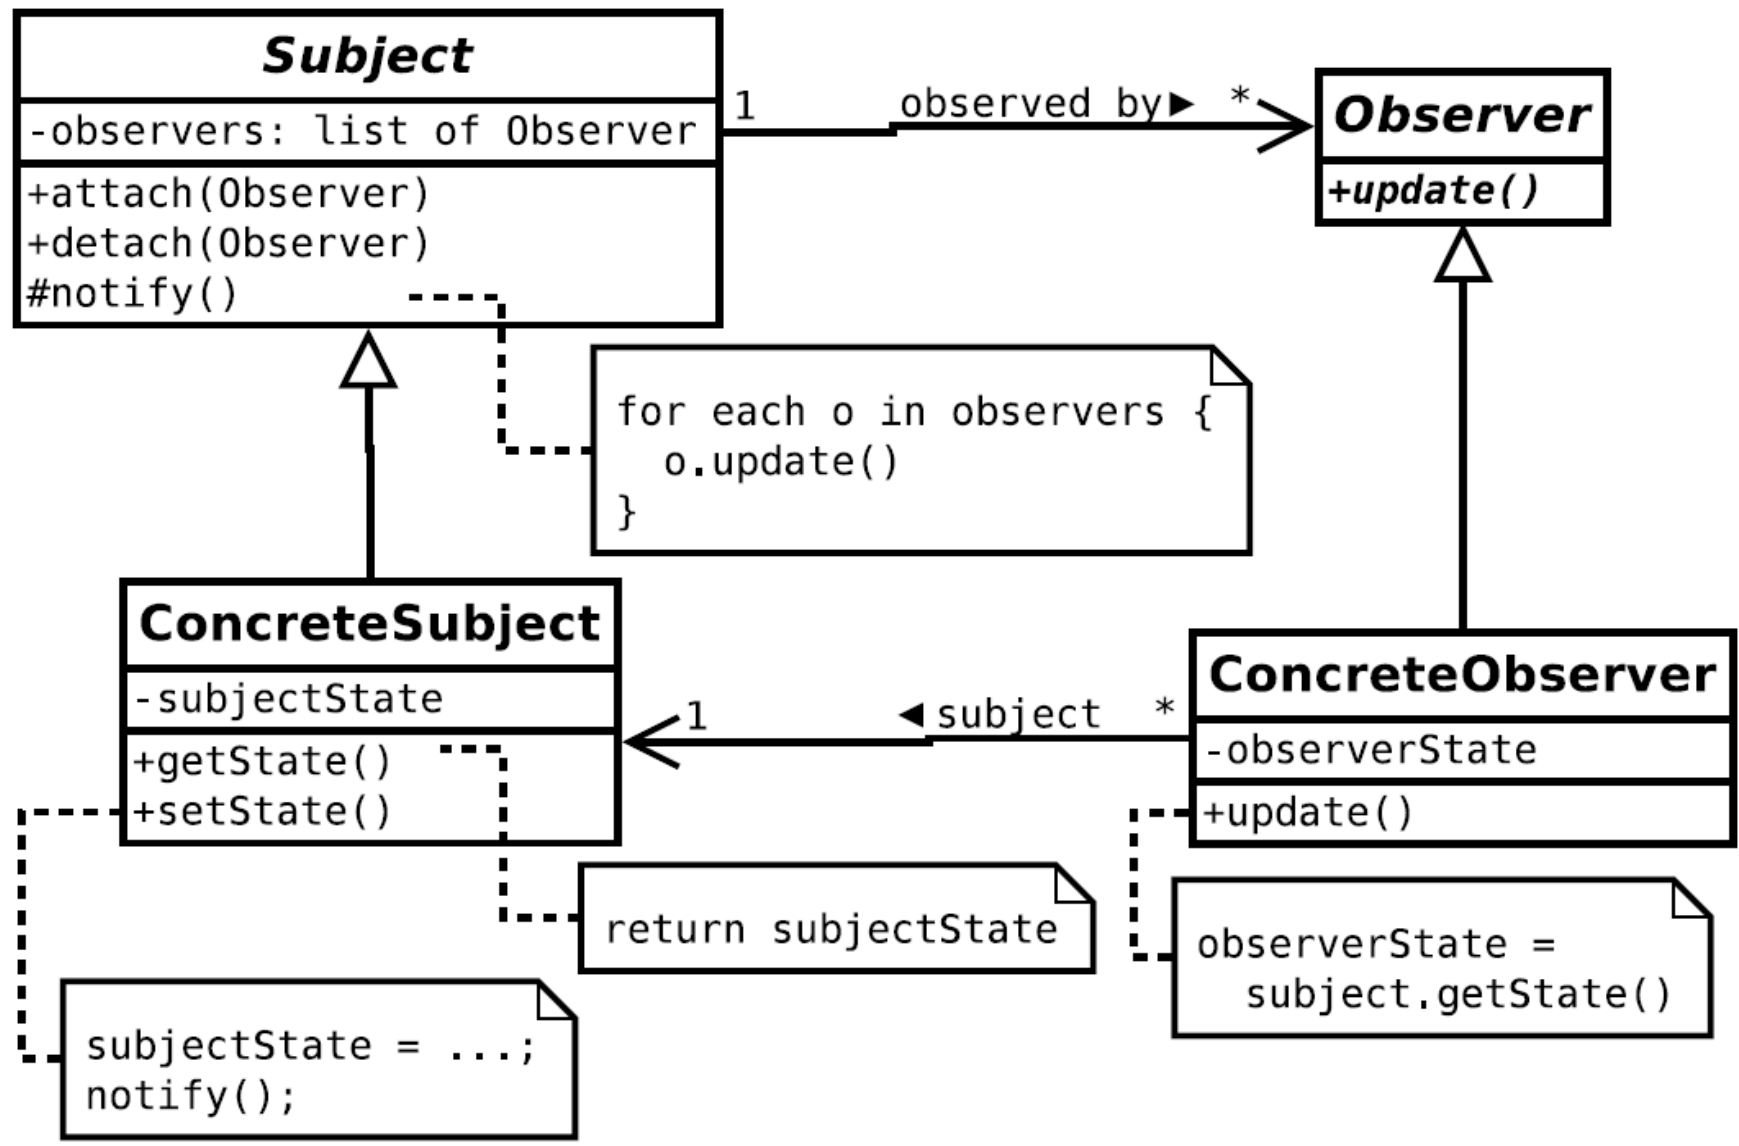 Subject
-observers: list of Observer
+attach(Observer)
+detach(Observer)
#notify()
1
observed by►
*
Observer
+update()
for each o in observers {
  o.update()
}
ConcreteSubject
-subjectState
+getState()
+setState()
1
◄subject
*
ConcreteObserver
-observerState
+update()
return subjectState
observerState =
  subject.getState()
subjectState = ...;
notify();